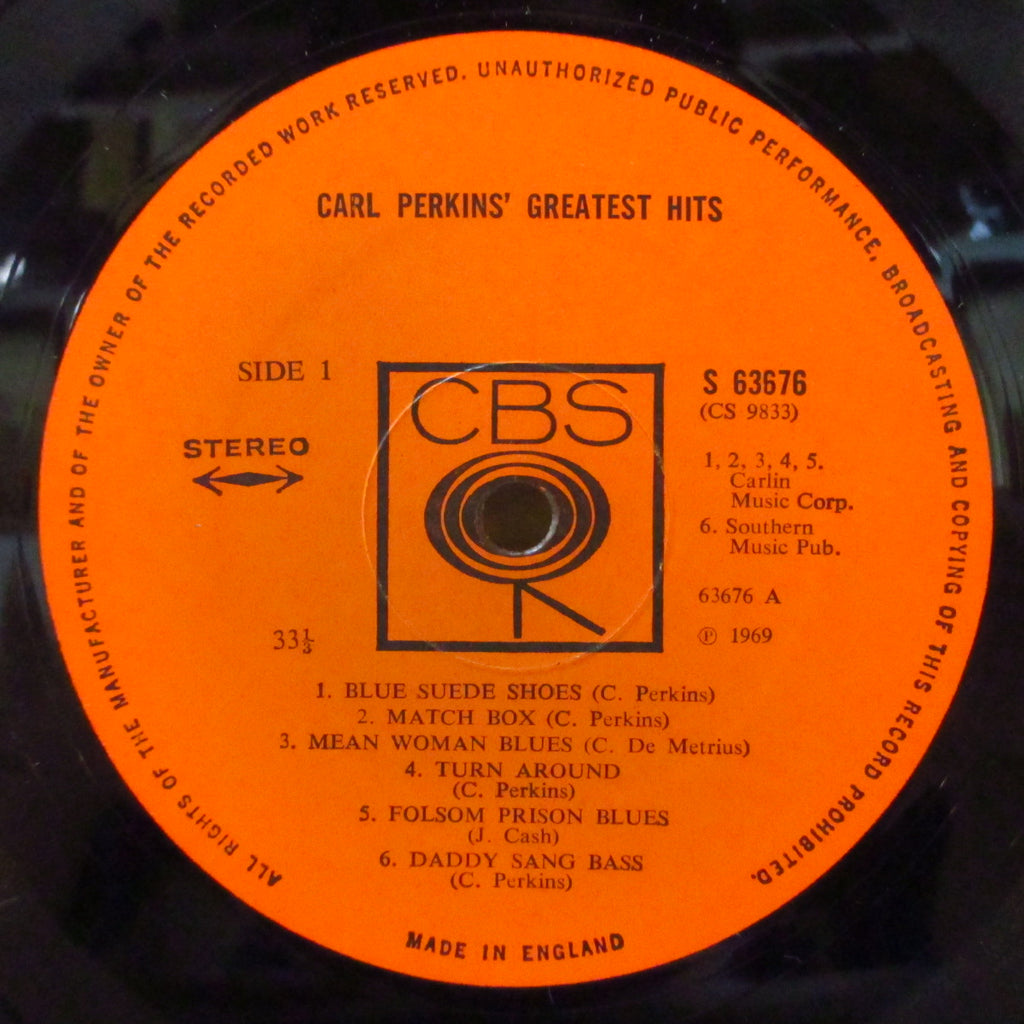 ALL RIGHTS OF THE MANUFACTURER AND OF THE OWNER OF THE RECORDED WORK RESERVED. UNAUTHORIZED PUBLIC PERFORMANCE, BROADCASTING AND COPYING OF THIS RECORD PROHIBITED.
CARL PERKINS' GREATEST HITS
SIDE 1
STEREO
33⅓
CBS
S 63676
(CS 9833)
1, 2, 3, 4, 5.
Carlin
Music Corp.
6. Southern
Music Pub.
63676 A
℗ 1969
1. BLUE SUEDE SHOES (C. Perkins)
2. MATCH BOX (C. Perkins)
3. MEAN WOMAN BLUES (C. De Metrius)
4. TURN AROUND
(C. Perkins)
5. FOLSOM PRISON BLUES
(J. Cash)
6. DADDY SANG BASS
(C. Perkins)
MADE IN ENGLAND